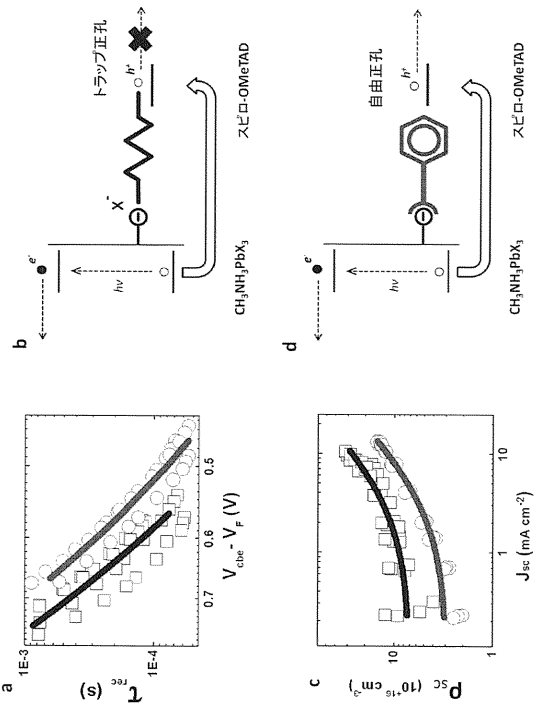 a
1E-3
1E-4
τrec (s)
0.7
0.6
0.5
Vcbe - VF (V)
b
e-
hν
X-
トラップ正孔
h+
CH3NH3PbX3
スピロ-OMeTAD
c
10
1
ρSC (10+16 cm-3)
1
10
Jsc (mA cm-2)
d
e-
hν
自由正孔
h+
CH3NH3PbX3
スピロ-OMeTAD